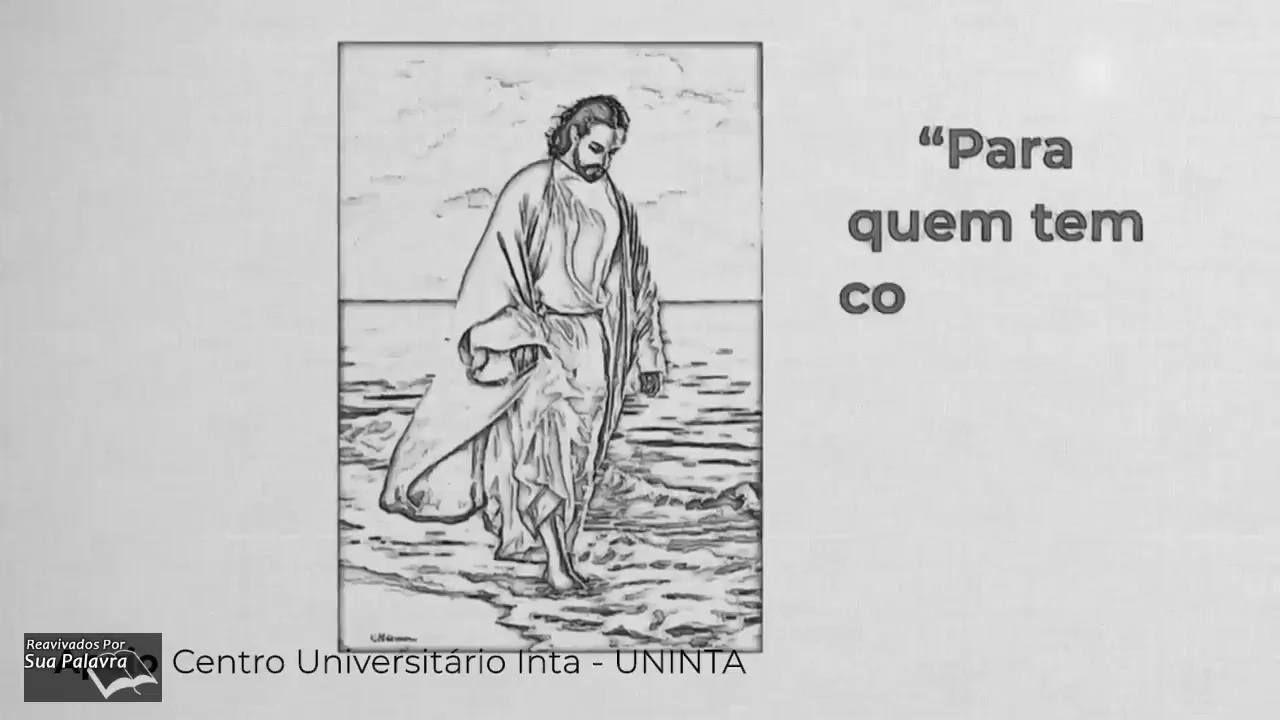 “Para
quem tem
co
Reavivados Por
Sua Palavra
Centro Universitário Inta - UNINTA